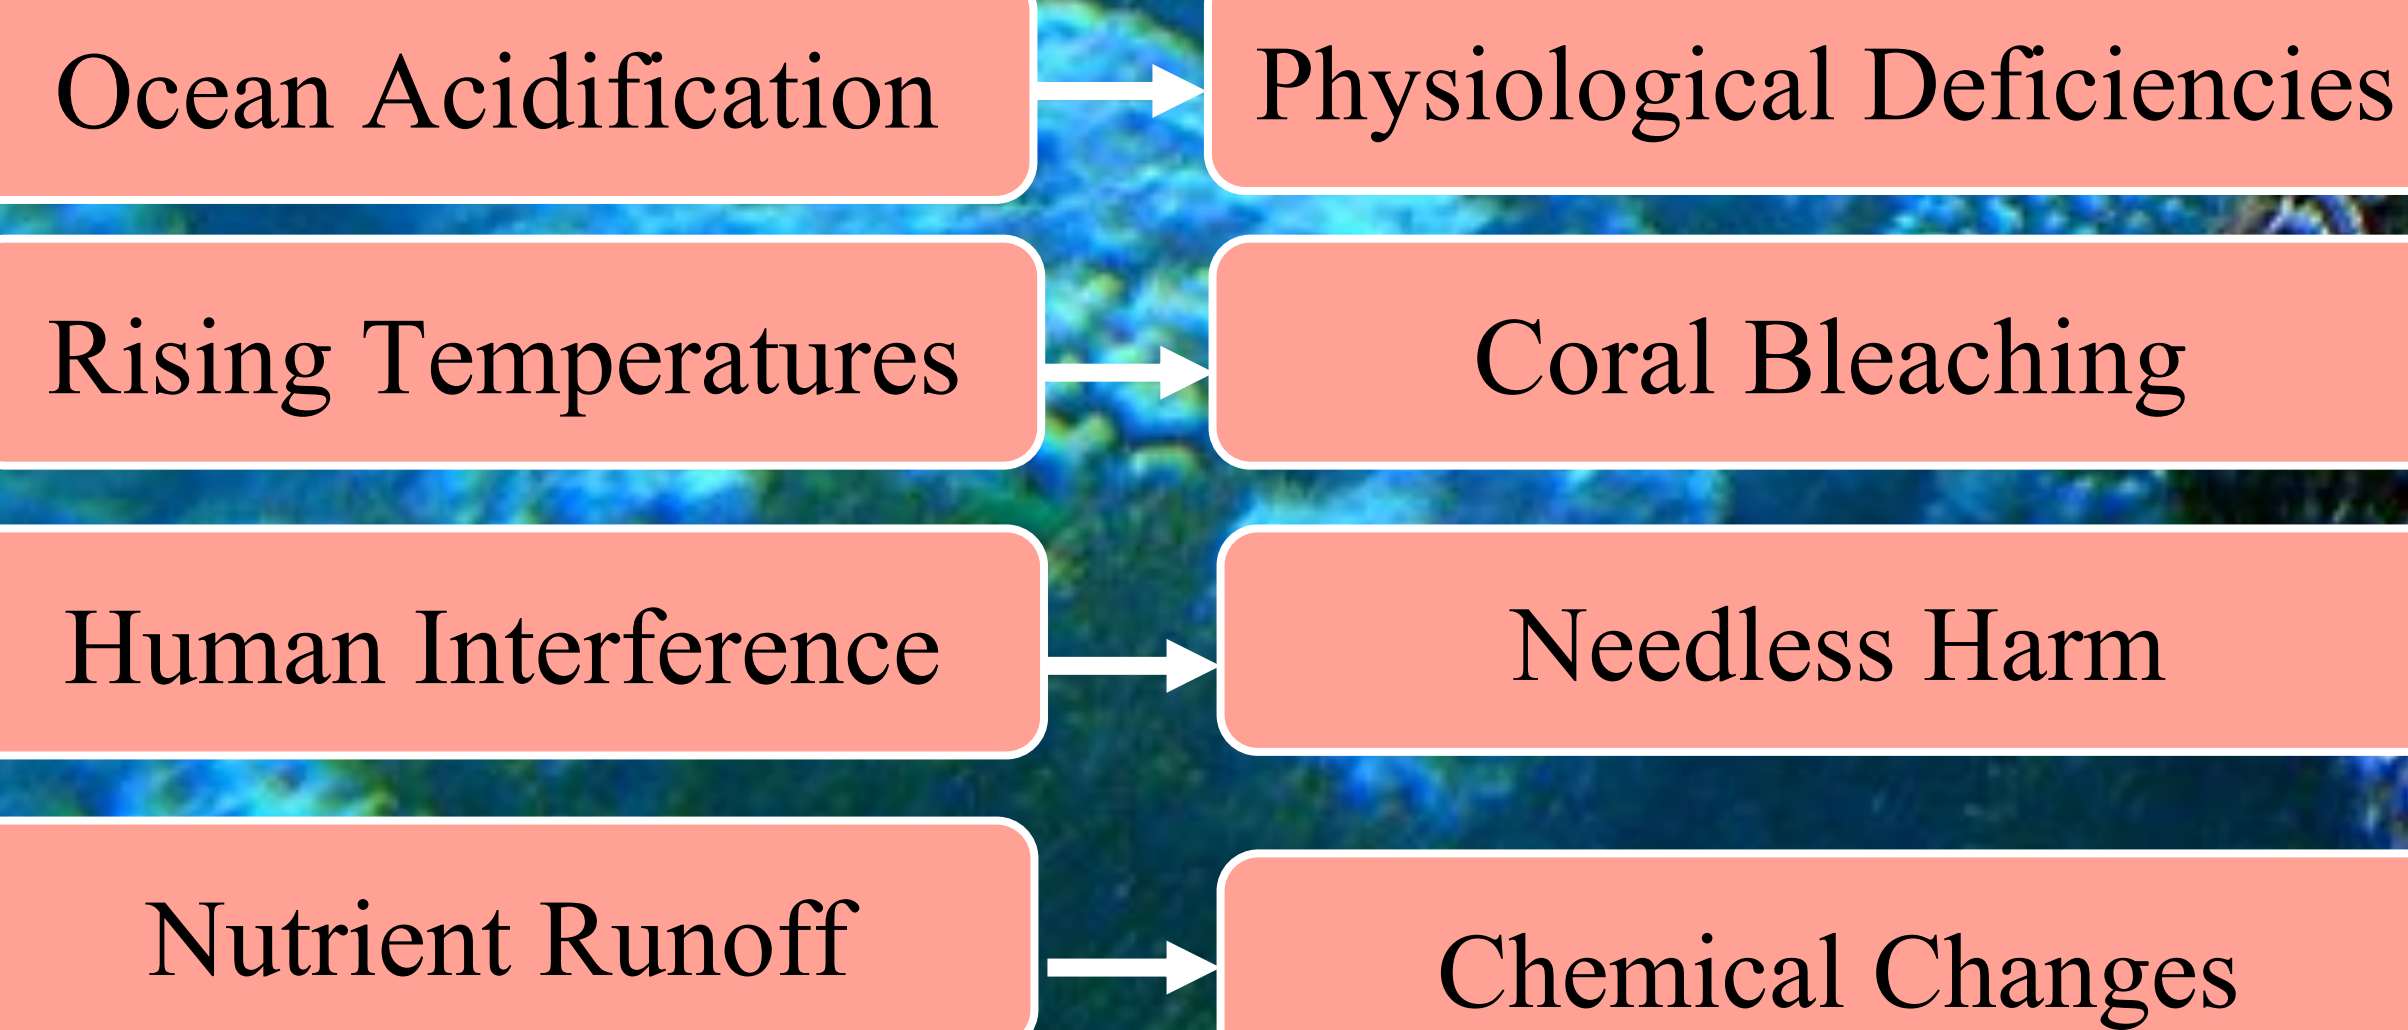 Ocean Acidification
Physiological Deficiencies
Rising Temperatures
Coral Bleaching
Human Interference
Needless Harm
Nutrient Runoff
Chemical Changes